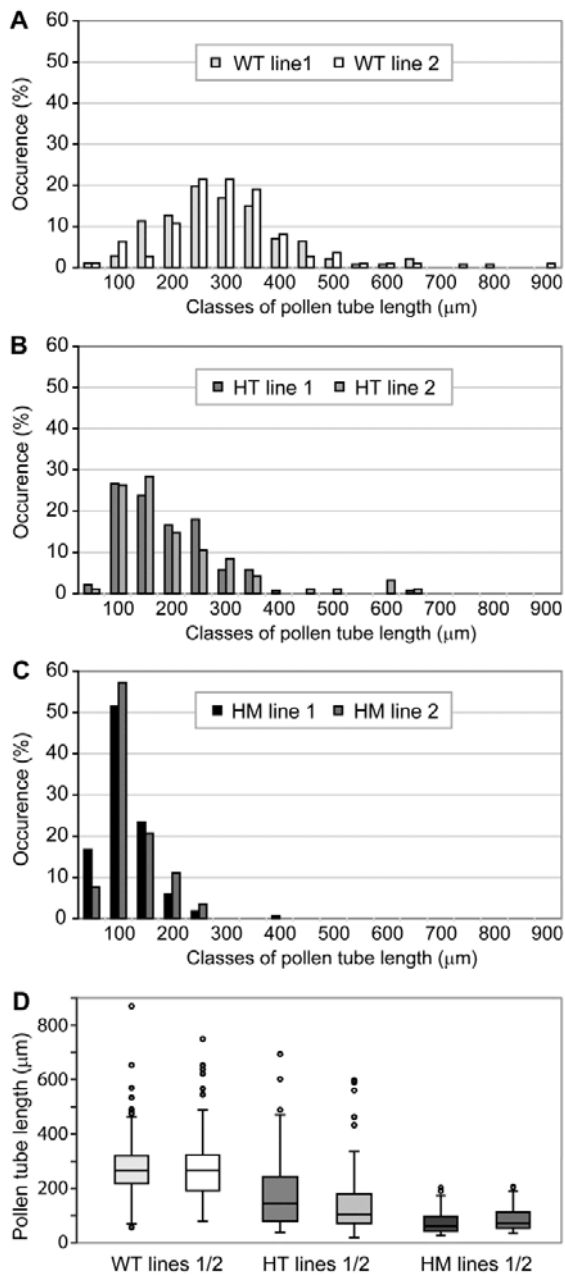 A
60
50
40
30
20
10
0
Occurence (%)
WT line1 WT line 2
100 200 300 400 500 600 700 800 900
Classes of pollen tube length (μm)
B
60
50
40
30
20
10
0
Occurence (%)
HT line 1 HT line 2
100 200 300 400 500 600 700 800 900
Classes of pollen tube length (μm)
C
60
50
40
30
20
10
0
Occurence (%)
HM line 1 HM line 2
100 200 300 400 500 600 700 800 900
Classes of pollen tube length (μm)
D
800
600
400
200
0
Pollen tube length (μm)
WT lines 1/2 HT lines 1/2 HM lines 1/2